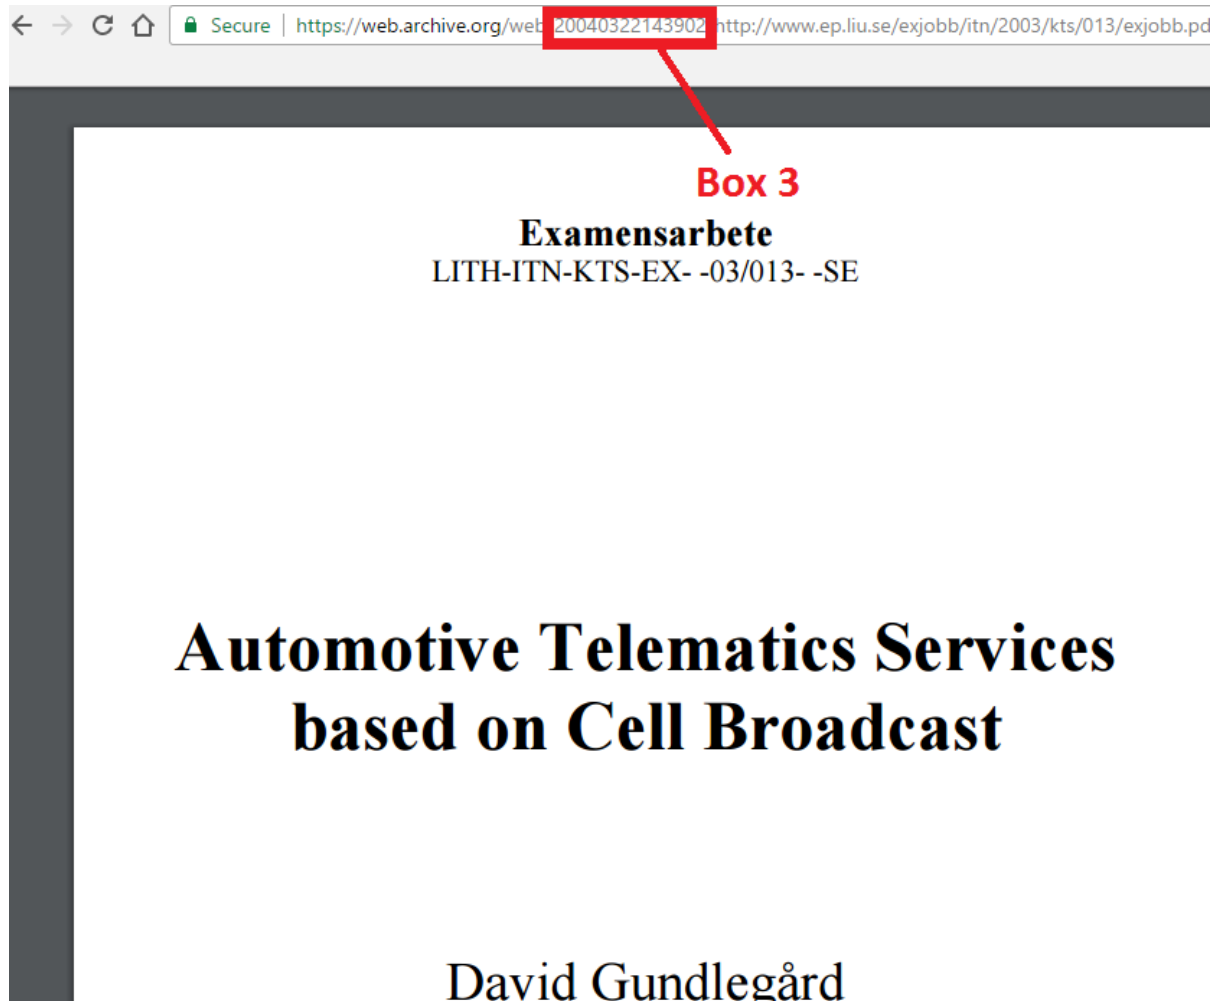 Secure | https://web.archive.org/web 20040322143902 http://www.ep.liu.se/exjobb/itn/2003/kts/013/exjobb.pd
Box 3
Examensarbete
LITH-ITN-KTS-EX- -03/013- -SE
Automotive Telematics Services
based on Cell Broadcast
David Gundlegård